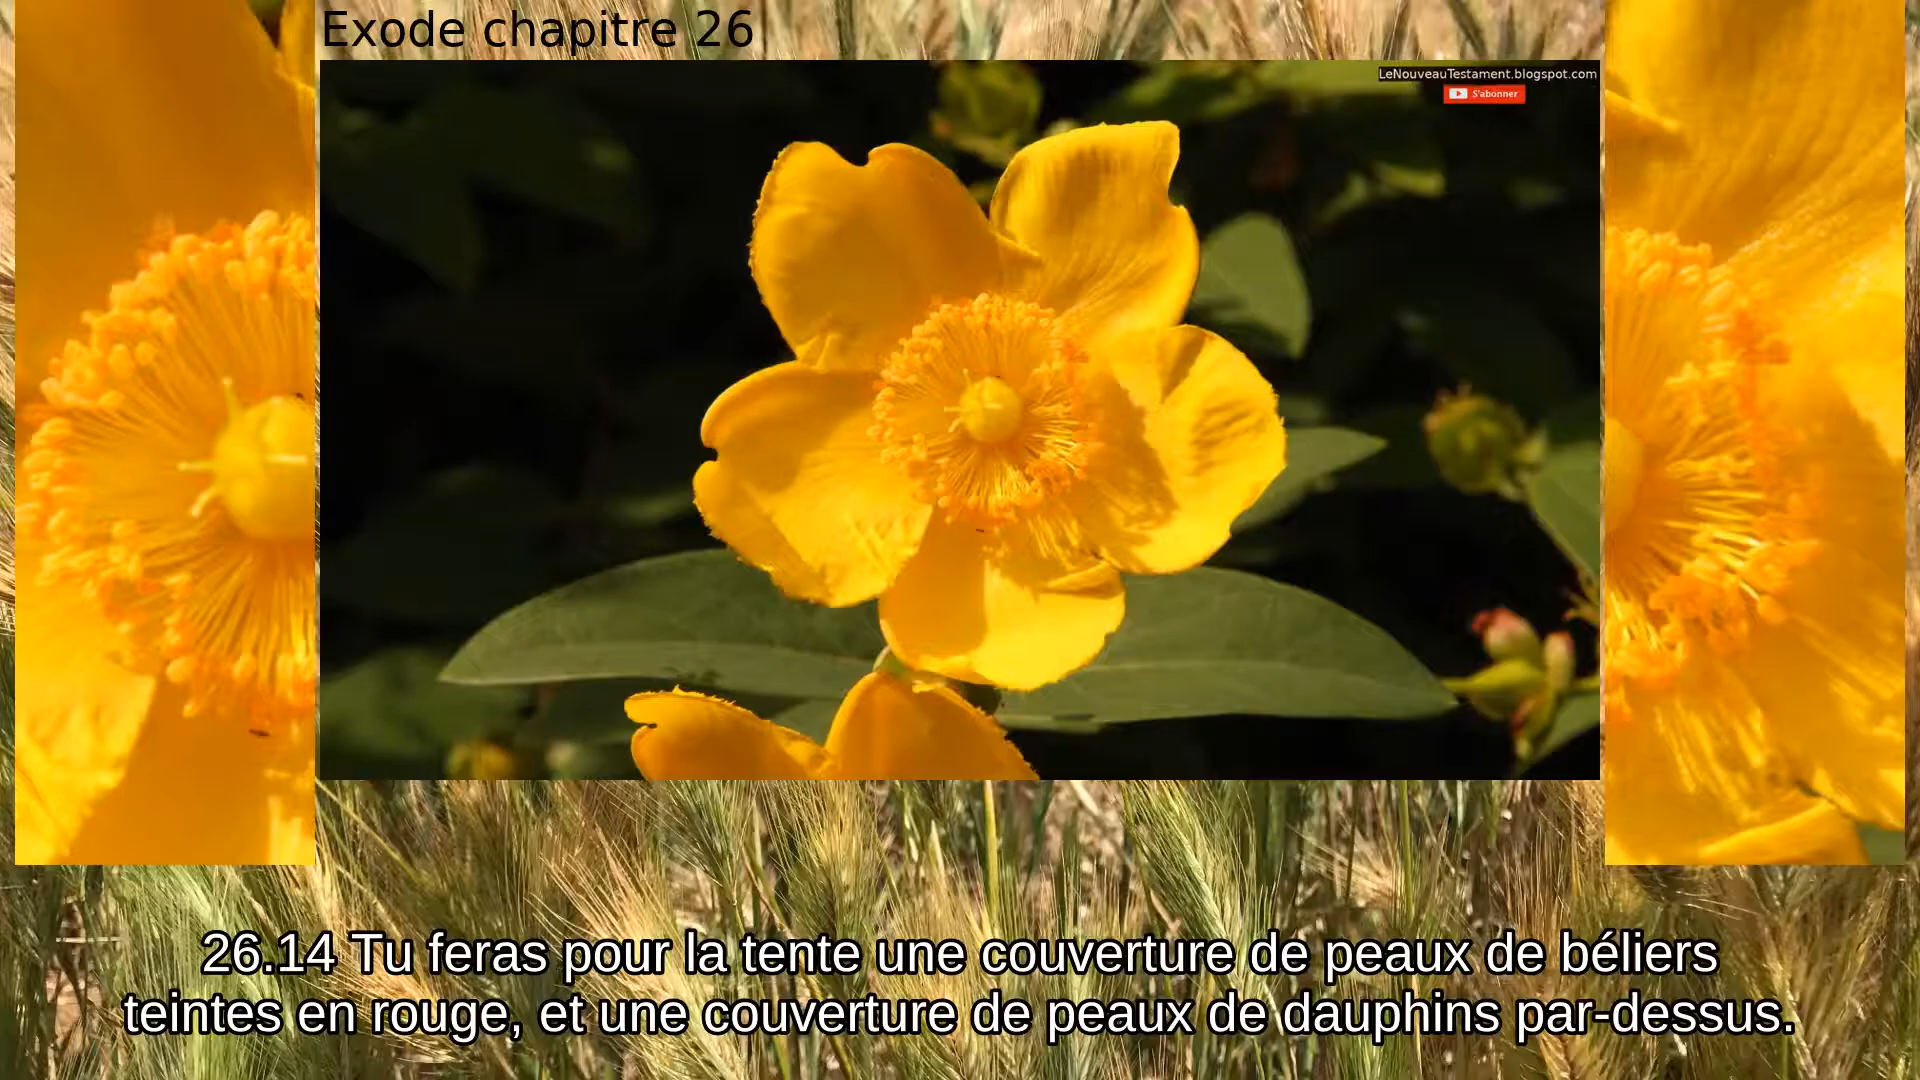 Exode chapitre 26
LeNouveauTestament.blogspot.com
S'abonner
26.14 Tu feras pour la tente une couverture de peaux de béliers
teintes en rouge, et une couverture de peaux de dauphins par-dessus.